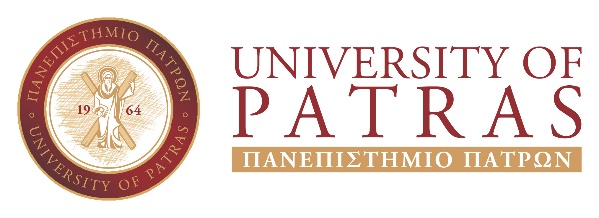 ΠΑΝΕΠΙΣΤΗΜΙΟ ΠΑΤΡΩΝ
19 64
UNIVERSITY OF PATRAS
UNIVERSITY OF
PATRAS
ΠΑΝΕΠΙΣΤΗΜΙΟ ΠΑΤΡΩΝ